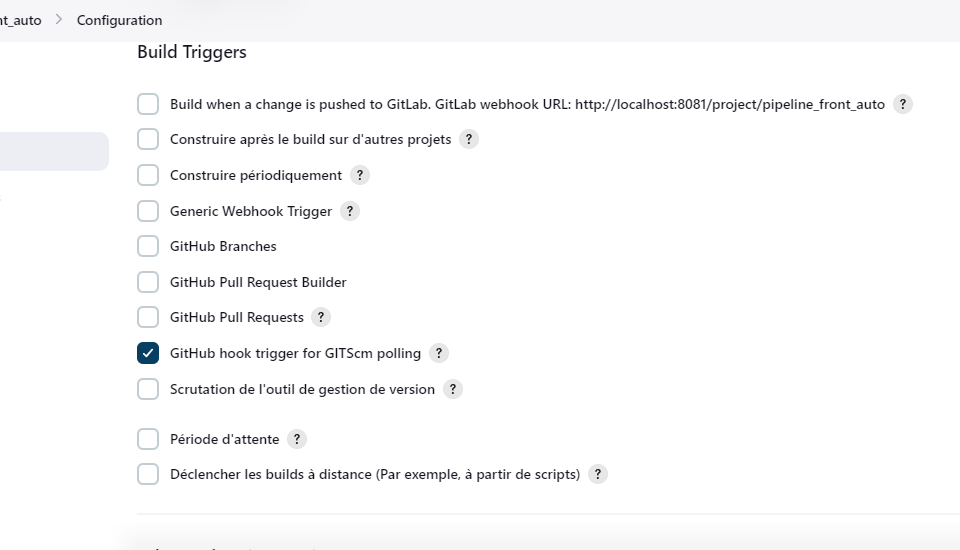 nt_auto > Configuration
Build Triggers
Build when a change is pushed to GitLab. GitLab webhook URL: http://localhost:8081/project/pipeline_front_auto ?
Construire après le build sur d'autres projets ?
Construire périodiquement ?
Generic Webhook Trigger ?
GitHub Branches
GitHub Pull Request Builder
GitHub Pull Requests ?
GitHub hook trigger for GITScm polling ?
Scrutation de l'outil de gestion de version ?
Période d'attente ?
Déclencher les builds à distance (Par exemple, à partir de scripts) ?